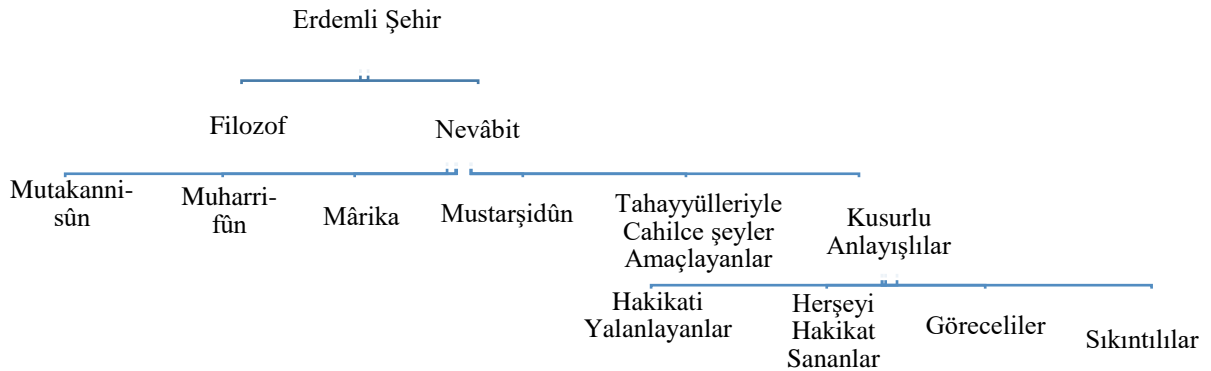 Erdemli Şehir
Filozof
Nevâbit
Mutakanni-
sûn
Muharri-
fûn
Mârika
Mustarşidûn
Tahayyülleriyle
Cahilce şeyler
Amaçlayanlar
Kusurlu
Anlayışlılar
Hakikati
Yalanlayanlar
Herşeyi
Hakikat
Sananlar
Göreceliler
Sıkıntılılar